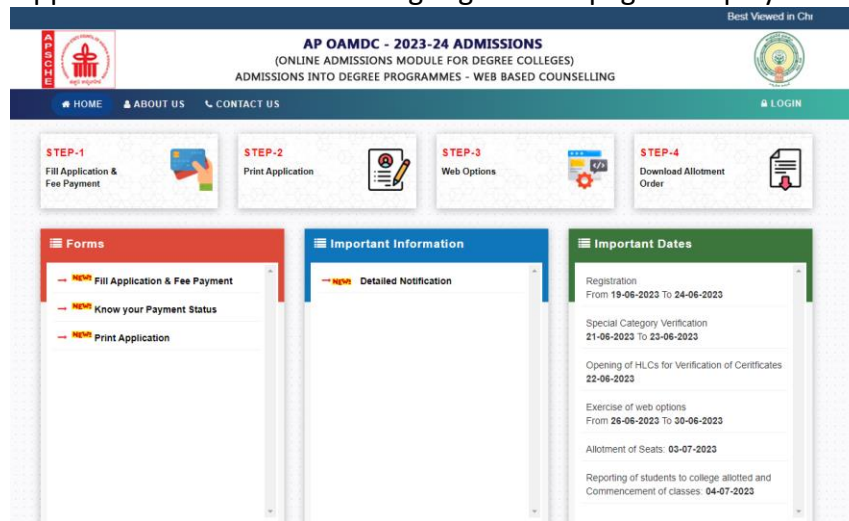 Best Viewed in Chr
APSCHE
AP OAMDC - 2023-24 ADMISSIONS
(ONLINE ADMISSIONS MODULE FOR DEGREE COLLEGES)
ADMISSIONS INTO DEGREE PROGRAMMES - WEB BASED COUNSELLING
HOME ABOUT US CONTACT US LOGIN
STEP-1
Fill Application &
Fee Payment
STEP-2
Print Application
STEP-3
Web Options
STEP-4
Download Allotment
Order
Forms
NEW! Fill Application & Fee Payment
NEW! Know your Payment Status
NEW! Print Application
Important Information
NEW! Detailed Notification
Important Dates
Registration
From 19-06-2023 To 24-06-2023
Special Category Verification
21-06-2023 To 23-06-2023
Opening of HLCs for Verification of Ceritficates
22-06-2023
Exercise of web options
From 26-06-2023 To 30-06-2023
Allotment of Seats: 03-07-2023
Reporting of students to college allotted and
Commencement of classes: 04-07-2023